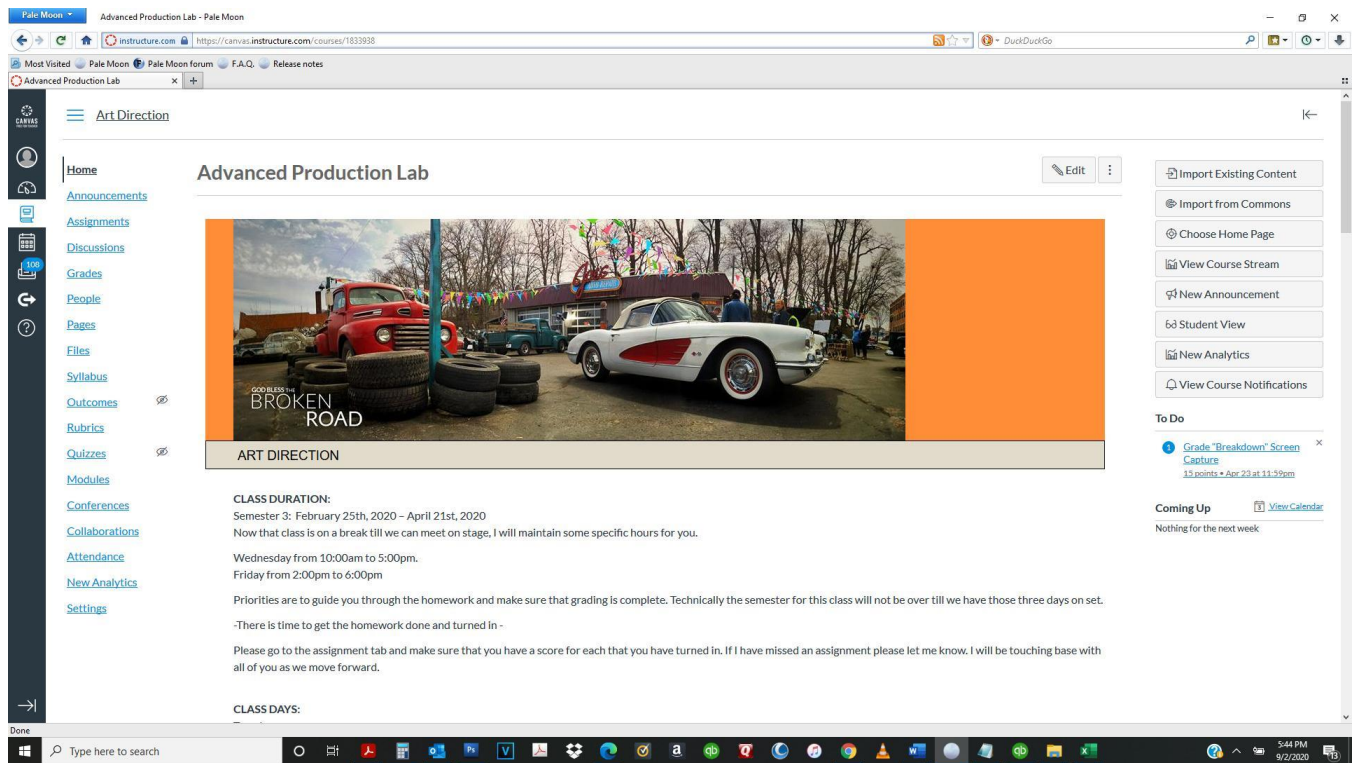 Pale Moon
Advanced Production Lab - Pale Moon
instructure.com
https://canvas.instructure.com/courses/1833938
DuckDuckGo
Most Visited
Pale Moon
Pale Moon forum
F.A.Q.
Release notes
Advanced Production Lab
CANVAS
Art Direction
108
Home
Announcements
Assignments
Discussions
Grades
People
Pages
Files
Syllabus
Outcomes
Rubrics
Quizzes
Modules
Conferences
Collaborations
Attendance
New Analytics
Settings
Advanced Production Lab
Edit
Joe's
GOD BLESS THE
BROKEN
ROAD
ART DIRECTION
CLASS DURATION:
Semester 3: February 25th, 2020 – April 21st, 2020
Now that class is on a break till we can meet on stage, I will maintain some specific hours for you.
Wednesday from 10:00am to 5:00pm.
Friday from 2:00pm to 6:00pm
Priorities are to guide you through the homework and make sure that grading is complete. Technically the semester for this class will not be over till we have those three days on set.
-There is time to get the homework done and turned in -
Please go to the assignment tab and make sure that you have a score for each that you have turned in. If I have missed an assignment please let me know. I will be touching base with
all of you as we move forward.
CLASS DAYS:
Import Existing Content
Import from Commons
Choose Home Page
View Course Stream
New Announcement
Student View
New Analytics
View Course Notifications
To Do
1
Grade "Breakdown" Screen
Capture
15 points • Apr 23 at 11:59pm
Coming Up
View Calendar
Nothing for the next week
Done
Type here to search
5:44 PM
9/2/2020
13